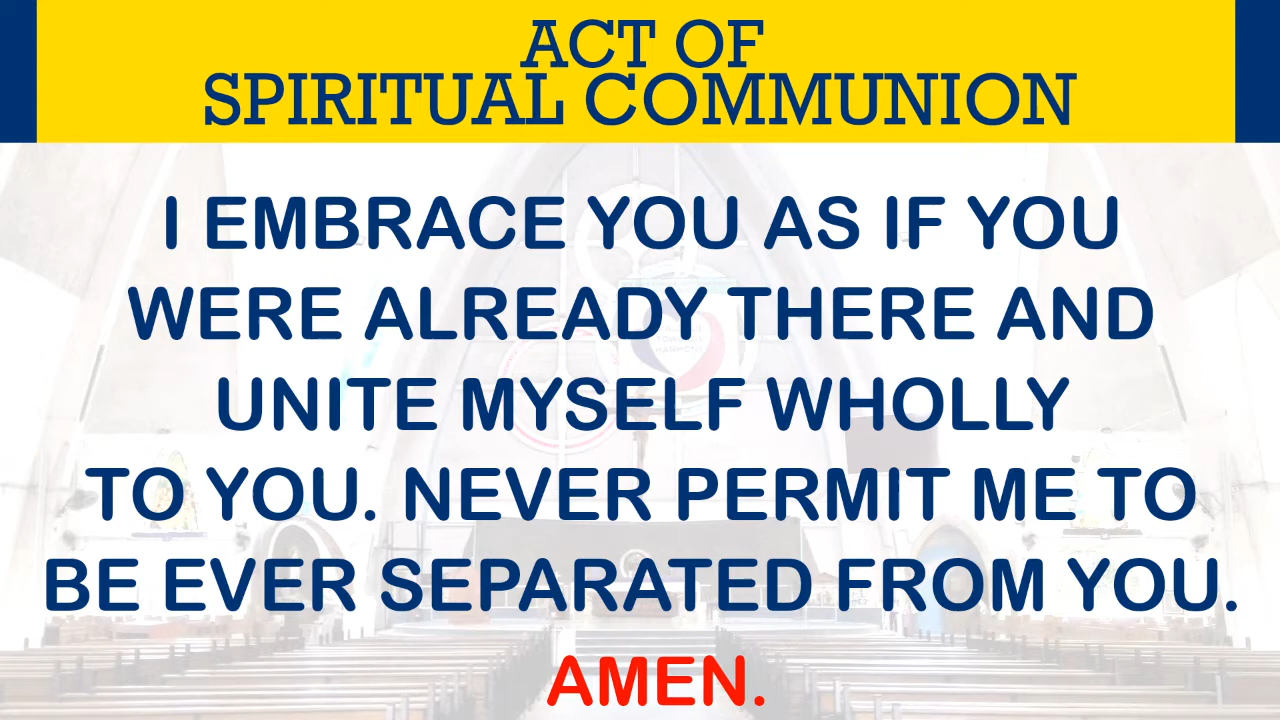 ACT OF
SPIRITUAL COMMUNION
I EMBRACE YOU AS IF YOU
WERE ALREADY THERE AND
UNITE MYSELF WHOLLY
TO YOU. NEVER PERMIT ME TO
BE EVER SEPARATED FROM YOU.
AMEN.